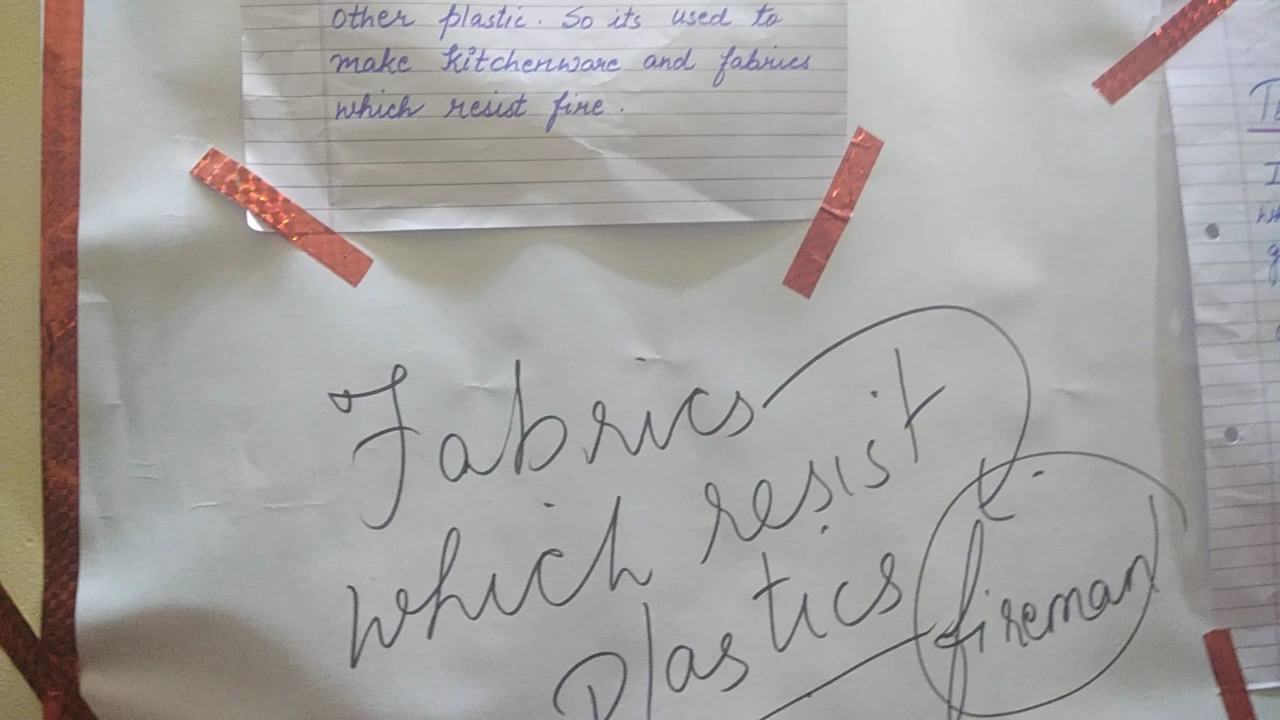 other plastic. So its used to
make kitchenware and fabrics
which resist fire.
Fabrics
which resist
Plastics
fireman